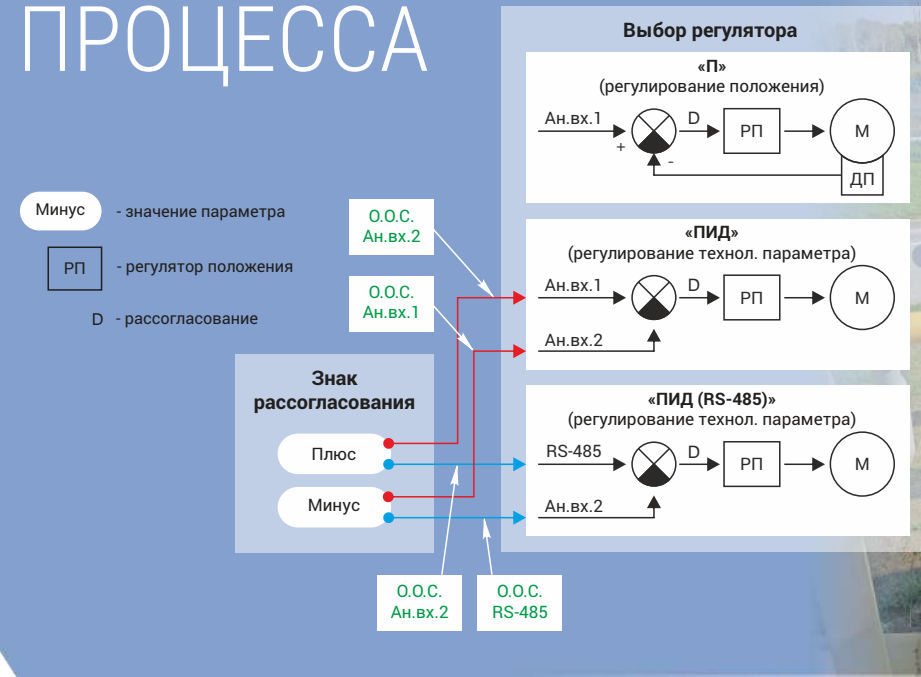 ПРОЦЕССА
Минус - значение параметра
РП - регулятор положения
D - рассогласование
О.О.С.
Ан.вх.2
О.О.С.
Ан.вх.1
Знак
рассогласования
Плюс
Минус
О.О.С.
Ан.вх.2
О.О.С.
RS-485
Выбор регулятора
«П»
(регулирование положения)
Ан.вх.1 + - D РП М
ДП
«ПИД»
(регулирование технол. параметра)
Ан.вх.1 D РП М
Ан.вх.2
«ПИД (RS-485)»
(регулирование технол. параметра)
RS-485 D РП М
Ан.вх.2